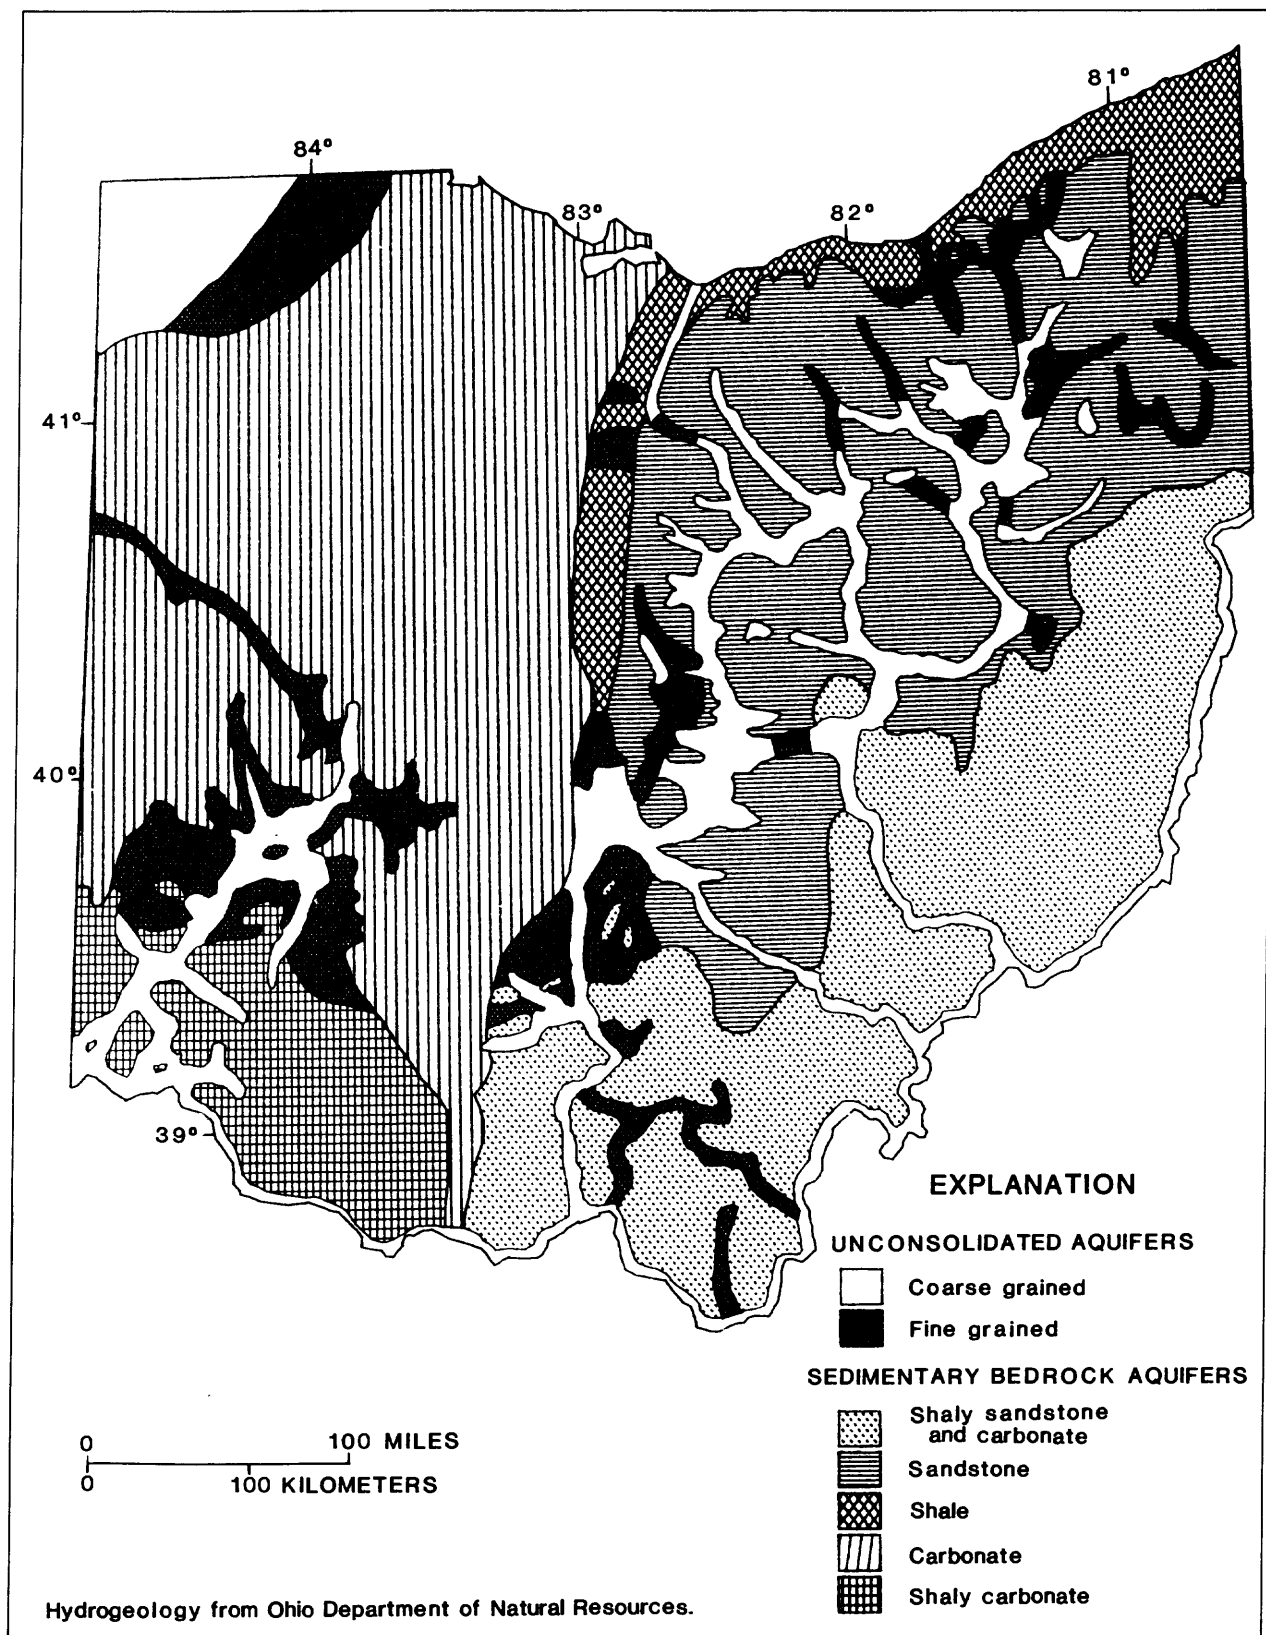 81°
84°
83°
82°
41°
40°
39°
EXPLANATION
UNCONSOLIDATED AQUIFERS
Coarse grained
Fine grained
SEDIMENTARY BEDROCK AQUIFERS
Shaly sandstone
and carbonate
Sandstone
Shale
Carbonate
Shaly carbonate
0 100 MILES
0 100 KILOMETERS
Hydrogeology from Ohio Department of Natural Resources.